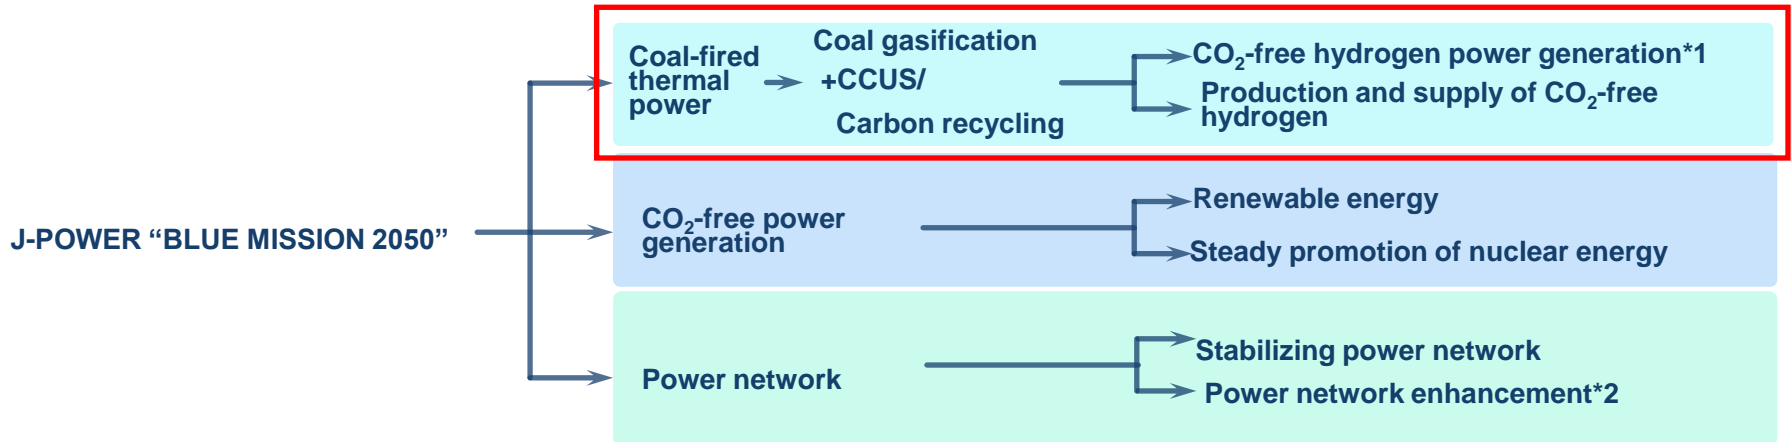 J-POWER “BLUE MISSION 2050”
Coal-fired
thermal
power
Coal gasification
+CCUS/
Carbon recycling
CO₂-free hydrogen power generation*1
Production and supply of CO₂-free
hydrogen
CO₂-free power
generation
Renewable energy
Steady promotion of nuclear energy
Power network
Stabilizing power network
Power network enhancement*2